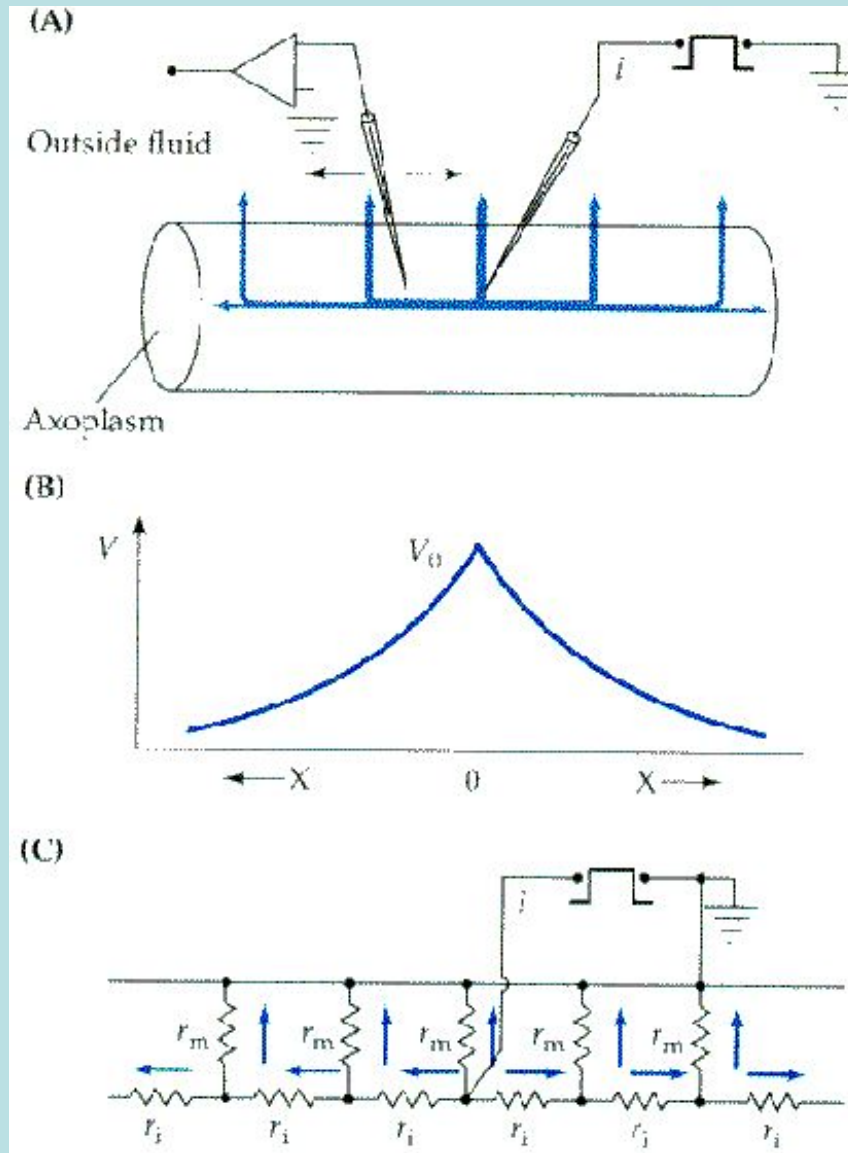 (A)
i
Outside fluid
Axoplasm
(B)
V V₀
X 0 X
(C)
i
rₘ rₘ rₘ rₘ rₘ
rᵢ rᵢ rᵢ rᵢ rᵢ rᵢ